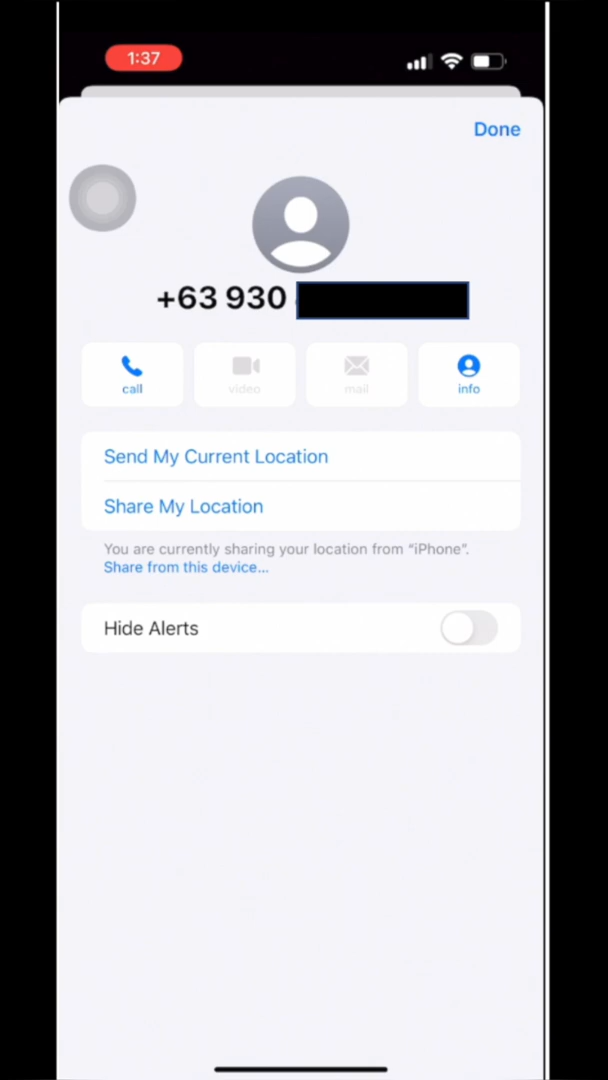 1:37
Done
+63 930
call
video
mail
info
Send My Current Location
Share My Location
You are currently sharing your location from “iPhone”.
Share from this device...
Hide Alerts